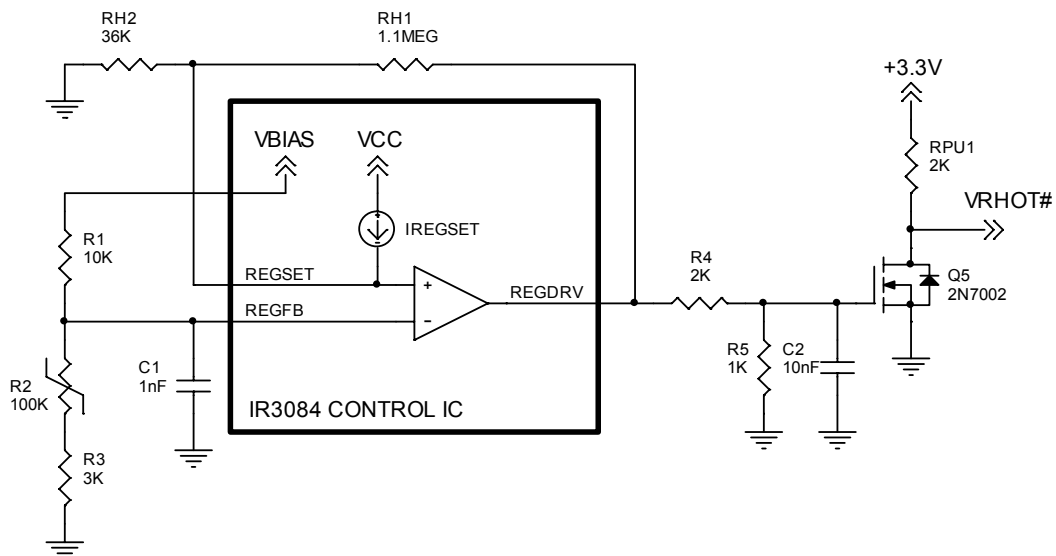 RH2
36K
RH1
1.1MEG
+3.3V
VBIAS
VCC
RPU1
2K
VRHOT#
IREGSET
R1
10K
REGSET
+
REGDRV
R4
2K
Q5
2N7002
REGFB
-
R2
100K
C1
1nF
R5
1K
C2
10nF
IR3084 CONTROL IC
R3
3K